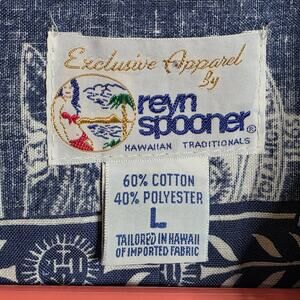 Exclusive Apparel
By
reyn
spooner®
HAWAIIAN TRADITIONALS
60% COTTON
40% POLYESTER
L
TAILORED IN HAWAII
OF IMPORTED FABRIC